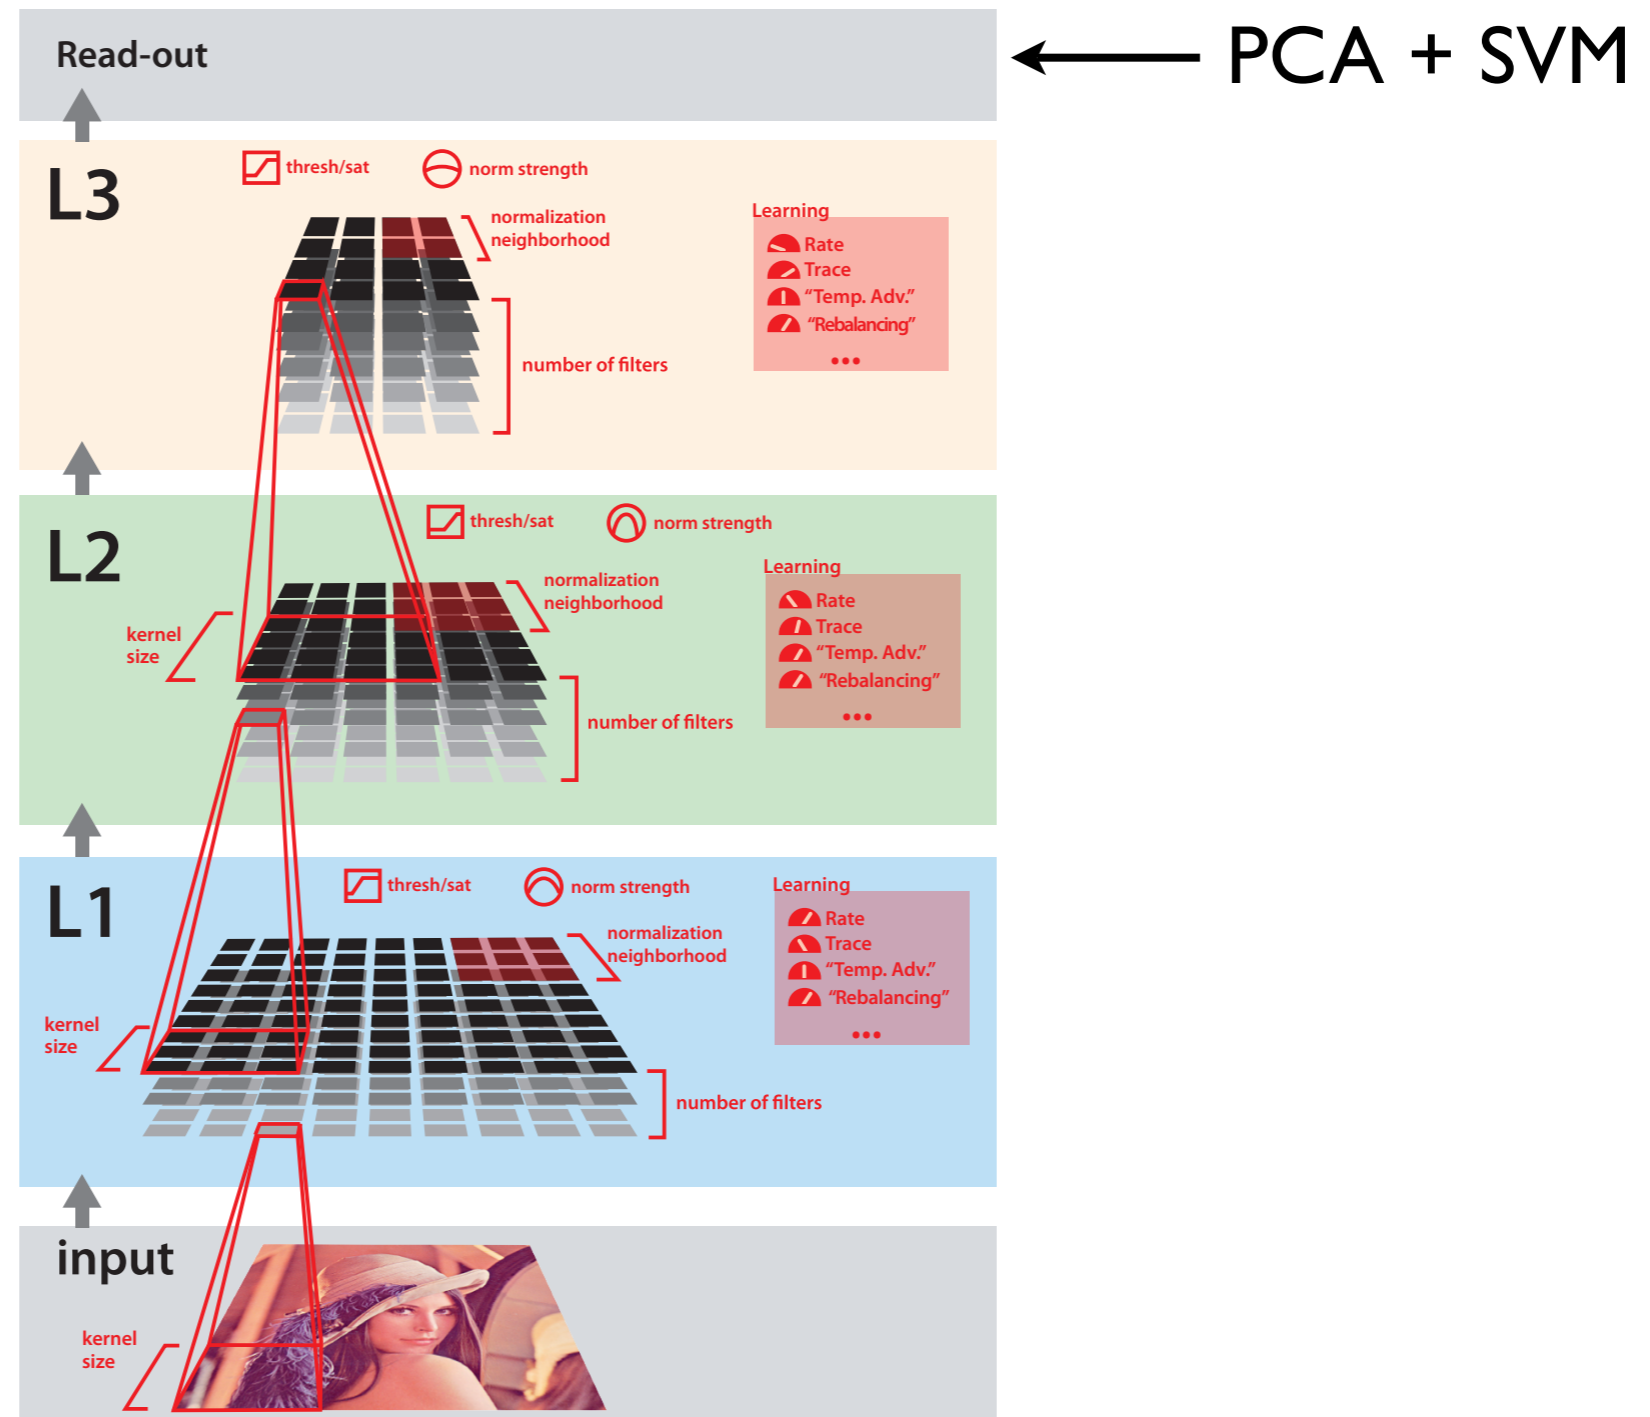 Read-out
PCA + SVM
L3
thresh/sat
norm strength
normalization
neighborhood
Learning
Rate
Trace
“Temp. Adv.”
“Rebalancing”
...
number of filters
L2
thresh/sat
norm strength
normalization
neighborhood
Learning
Rate
Trace
“Temp. Adv.”
“Rebalancing”
...
kernel
size
number of filters
L1
thresh/sat
norm strength
normalization
neighborhood
Learning
Rate
Trace
“Temp. Adv.”
“Rebalancing”
...
kernel
size
number of filters
input
kernel
size